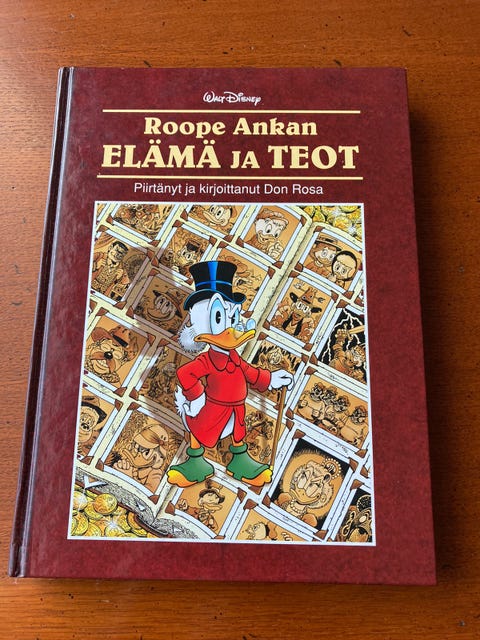 Walt Disney
Roope Ankan
ELÄMÄ JA TEOT
Piirtänyt ja kirjoittanut Don Rosa